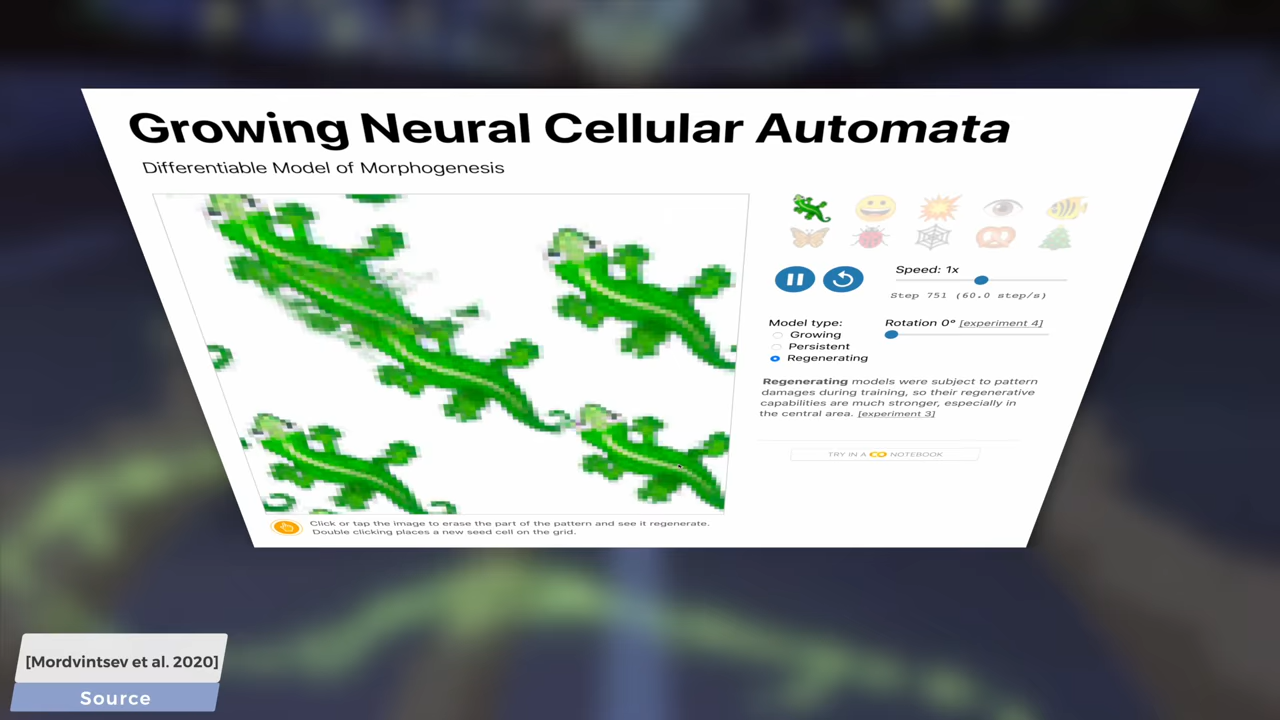 Growing Neural Cellular Automata
Differentiable Model of Morphogenesis
Speed: 1x
Step 751 (60.0 step/s)
Model type:
Growing
Persistent
Regenerating
Rotation 0° [experiment 4]
Regenerating models were subject to pattern
damages during training, so their regenerative
capabilities are much stronger, especially in
the central area. [experiment 3]
TRY IN A CO NOTEBOOK
Click or tap the image to erase the part of the pattern and see it regenerate.
Double clicking places a new seed cell on the grid.
[Mordvintsev et al. 2020]
Source